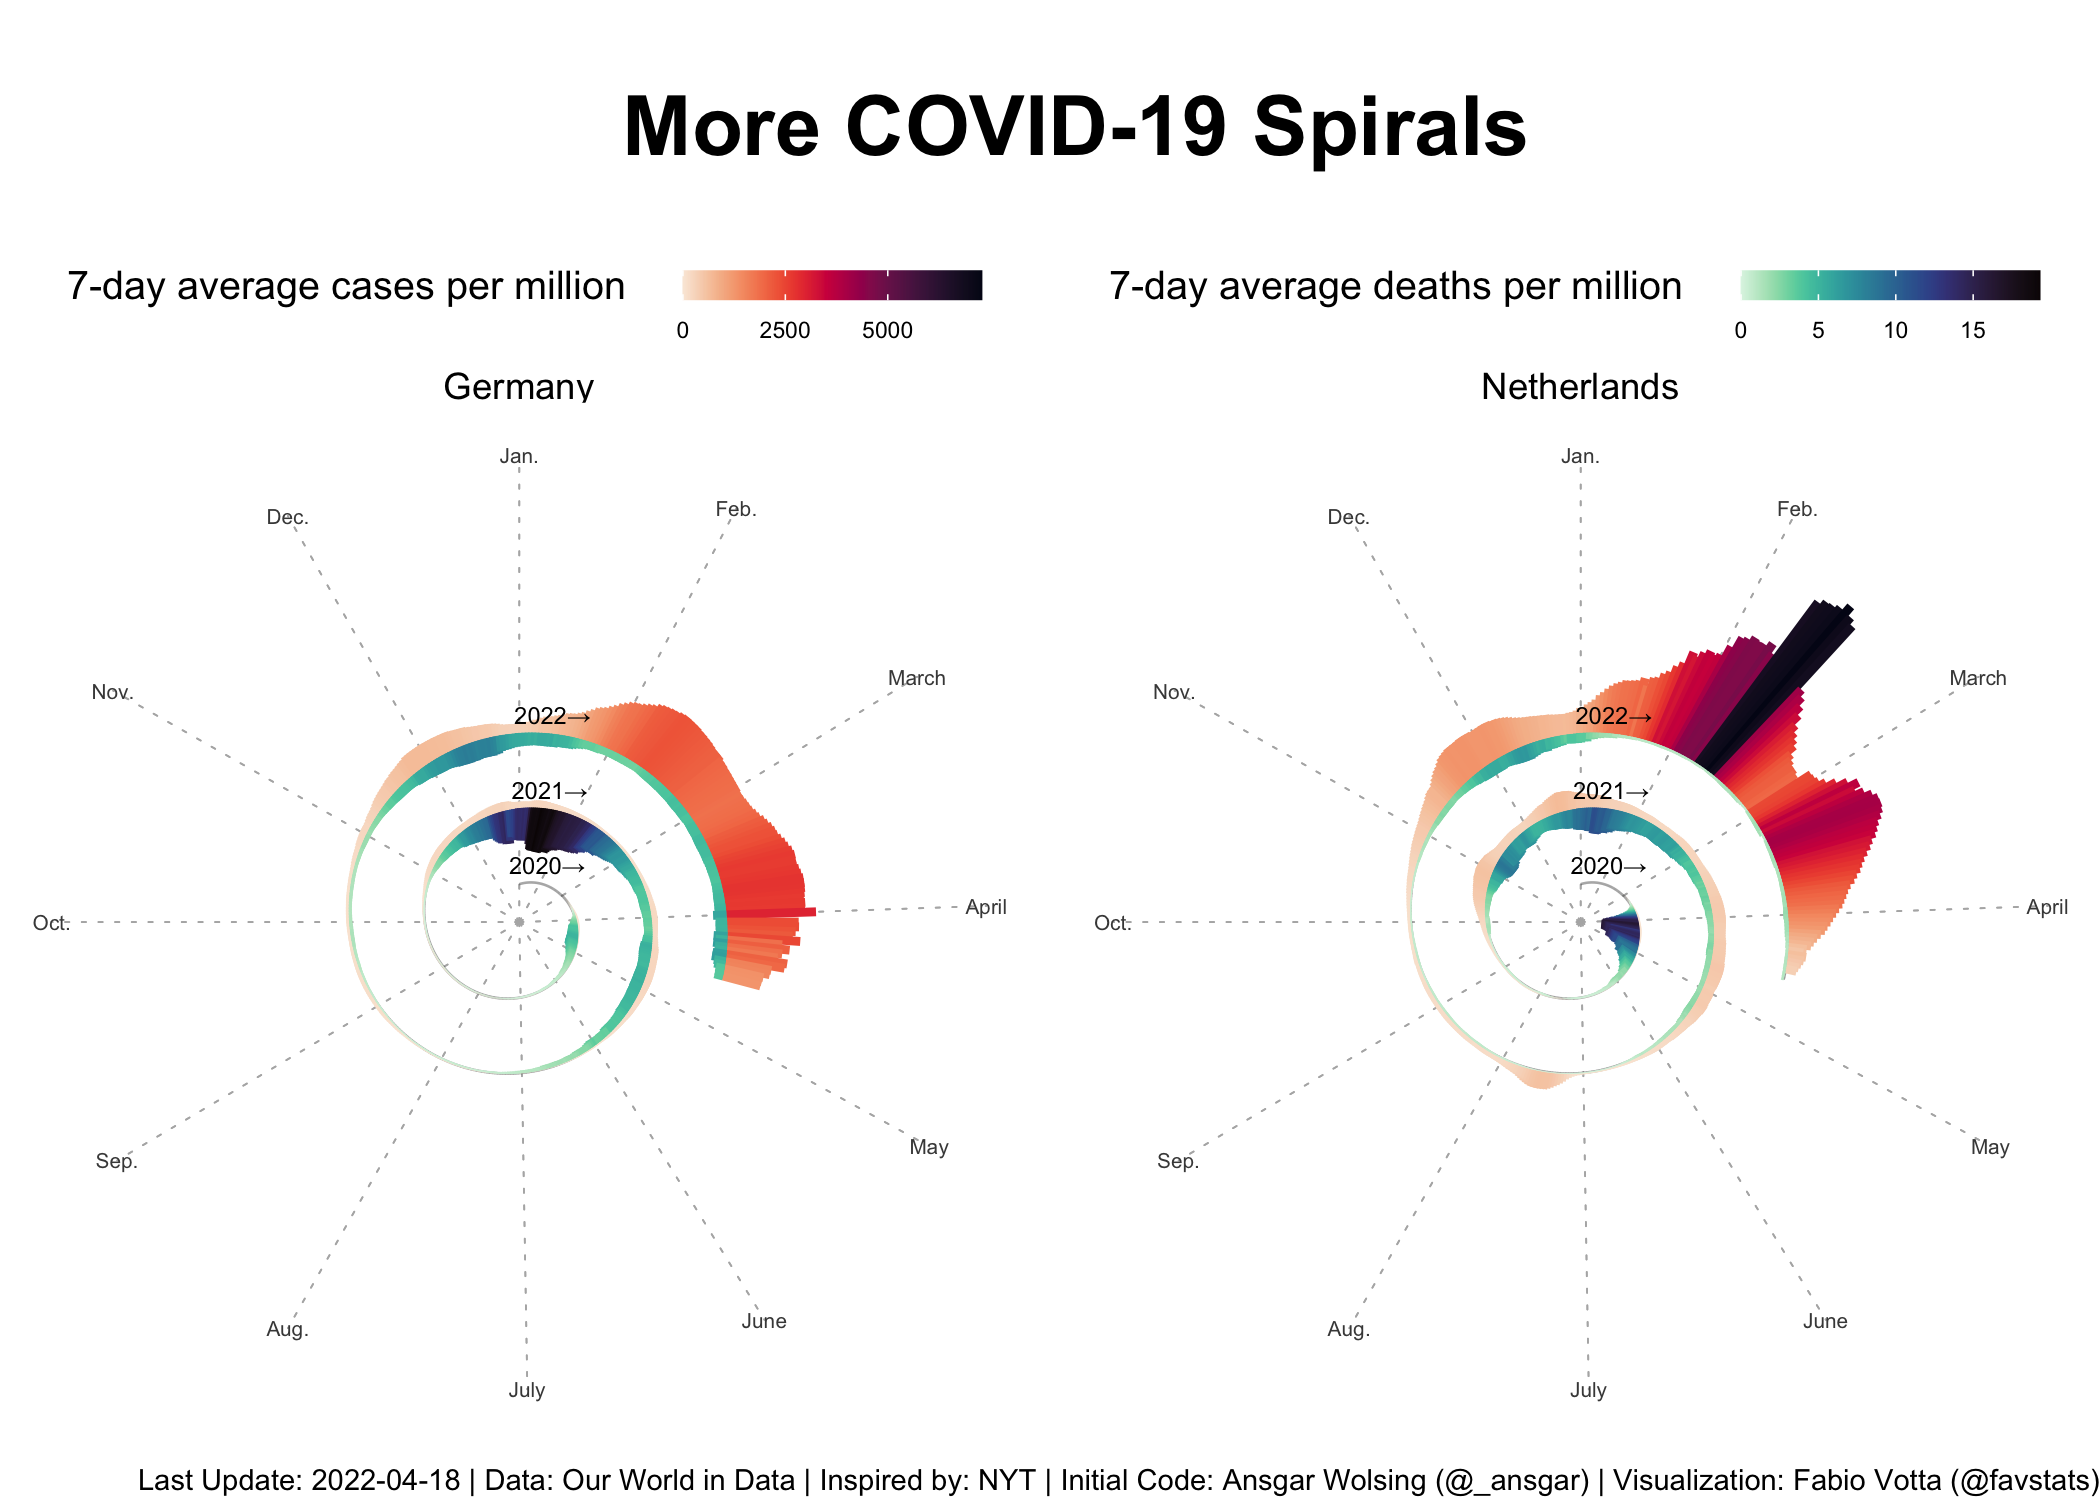 More COVID-19 Spirals
7-day average cases per million
0 2500 5000
7-day average deaths per million
0 5 10 15
Germany
Jan.
Feb.
March
April
May
June
July
Aug.
Sep.
Oct.
Nov.
Dec.
2022→
2021→
2020→
Netherlands
Jan.
Feb.
March
April
May
June
July
Aug.
Sep.
Oct.
Nov.
Dec.
2022→
2021→
2020→
Last Update: 2022-04-18 | Data: Our World in Data | Inspired by: NYT | Initial Code: Ansgar Wolsing (@_ansgar) | Visualization: Fabio Votta (@favstats)